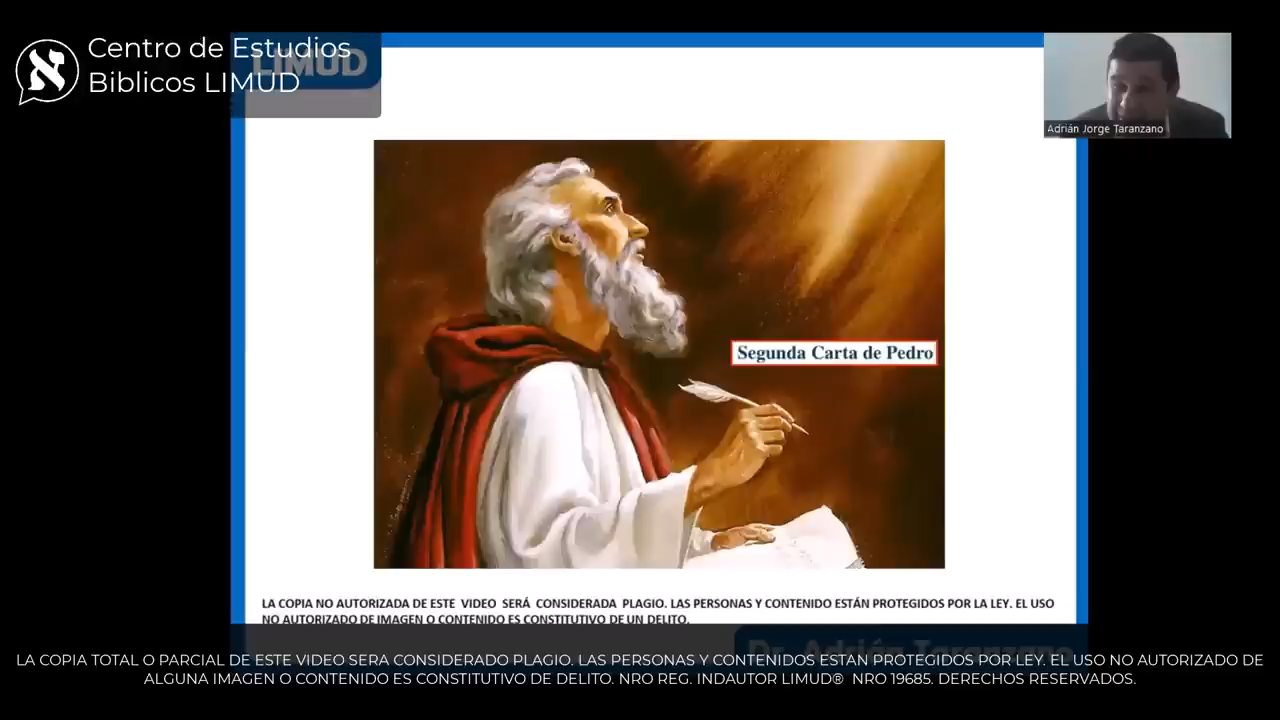 Centro de Estudios
Biblicos LIMUD
LIMUD
Adrián Jorge Taranzano
Segunda Carta de Pedro
LA COPIA NO AUTORIZADA DE ESTE VIDEO SERÁ CONSIDERADA PLAGIO. LAS PERSONAS Y CONTENIDO ESTÁN PROTEGIDOS POR LA LEY. EL USO
NO AUTORIZADO DE IMAGEN O CONTENIDO ES CONSTITUTIVO DE UN DELITO.
Dr. Adrián Taranzano
LA COPIA TOTAL O PARCIAL DE ESTE VIDEO SERA CONSIDERADO PLAGIO. LAS PERSONAS Y CONTENIDOS ESTAN PROTEGIDOS POR LEY. EL USO NO AUTORIZADO DE
ALGUNA IMAGEN O CONTENIDO ES CONSTITUTIVO DE DELITO. NRO REG. INDAUTOR LIMUD® NRO 19685. DERECHOS RESERVADOS.